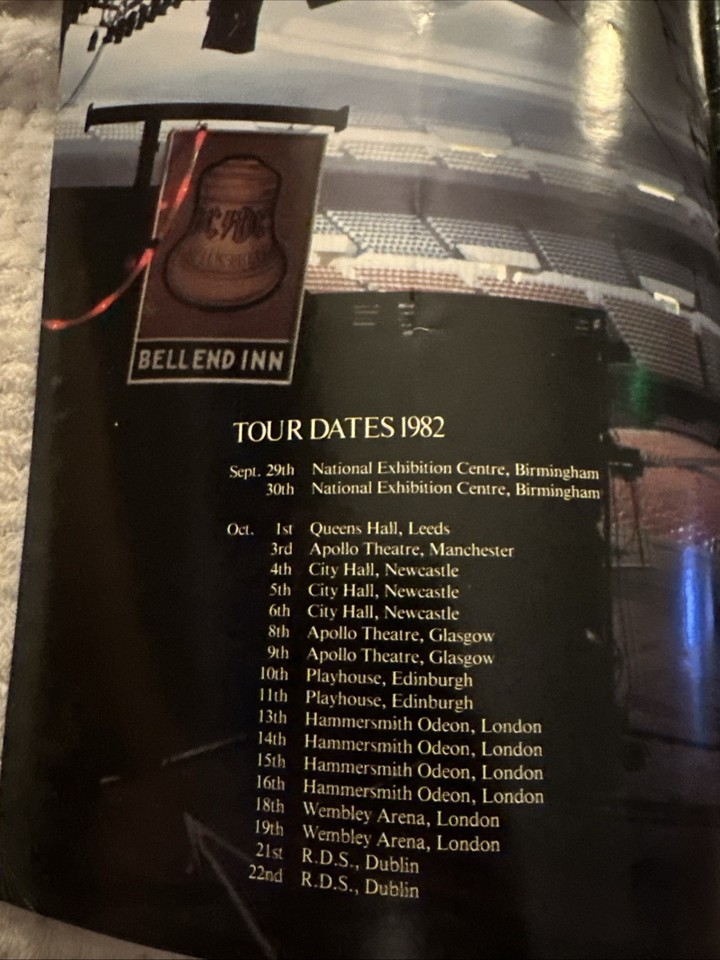 AC/DC
BELL END INN
TOUR DATES 1982
Sept. 29th National Exhibition Centre, Birmingham
30th National Exhibition Centre, Birmingham
Oct. 1st Queens Hall, Leeds
3rd Apollo Theatre, Manchester
4th City Hall, Newcastle
5th City Hall, Newcastle
6th City Hall, Newcastle
8th Apollo Theatre, Glasgow
9th Apollo Theatre, Glasgow
10th Playhouse, Edinburgh
11th Playhouse, Edinburgh
13th Hammersmith Odeon, London
14th Hammersmith Odeon, London
15th Hammersmith Odeon, London
16th Hammersmith Odeon, London
18th Wembley Arena, London
19th Wembley Arena, London
21st R.D.S., Dublin
22nd R.D.S., Dublin